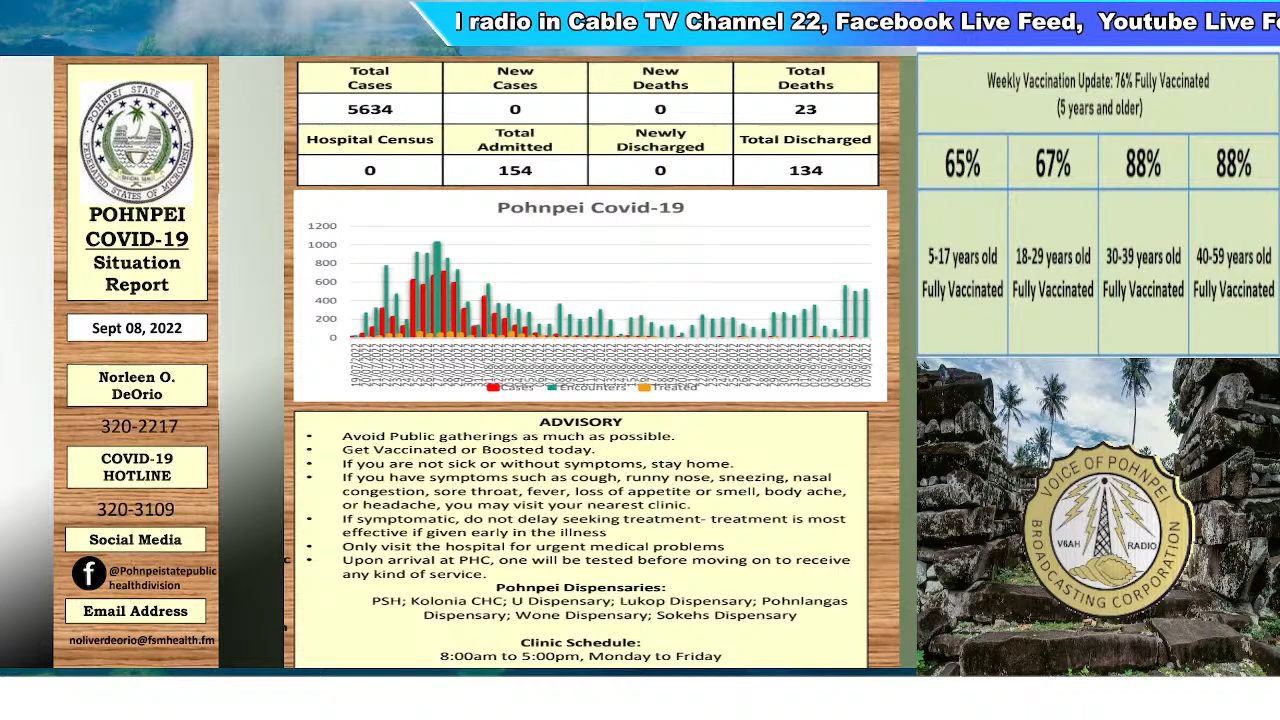 l radio in Cable TV Channel 22, Facebook Live Feed, Youtube Live
POHNPEI STATE SEAL
FEDERATED STATES OF MICRONESIA
POHNPEI
COVID-19
Situation
Report
Sept 08, 2022
Norleen O.
DeOrio
320-2217
COVID-19
HOTLINE
320-3109
Social Media
@Pohnpeistatepublic
healthdivision
Email Address
noliverdeorio@fsmhealth.fm
Total Cases New Cases New Deaths Total Deaths
5634 0 0 23
Hospital Census Total Admitted Newly Discharged Total Discharged
0 154 0 134
Pohnpei Covid-19
1200
1000
800
600
400
200
0
Cases Encounters Treated
ADVISORY
• Avoid Public gatherings as much as possible.
• Get Vaccinated or Boosted today.
• If you are not sick or without symptoms, stay home.
• If you have symptoms such as cough, runny nose, sneezing, nasal
congestion, sore throat, fever, loss of appetite or smell, body ache,
or headache, you may visit your nearest clinic.
• If symptomatic, do not delay seeking treatment- treatment is most
effective if given early in the illness
• Only visit the hospital for urgent medical problems
• Upon arrival at PHC, one will be tested before moving on to receive
any kind of service.
Pohnpei Dispensaries:
PSH; Kolonia CHC; U Dispensary; Lukop Dispensary; Pohnlangas
Dispensary; Wone Dispensary; Sokehs Dispensary
Clinic Schedule:
8:00am to 5:00pm, Monday to Friday
Weekly Vaccination Update: 76% Fully Vaccinated
(5 years and older)
65% 67% 88% 88%
5-17 years old 18-29 years old 30-39 years old 40-59 years old
Fully Vaccinated Fully Vaccinated Fully Vaccinated Fully Vaccinated
VOICE OF POHNPEI
V6AH RADIO
BROADCASTING CORPORATION